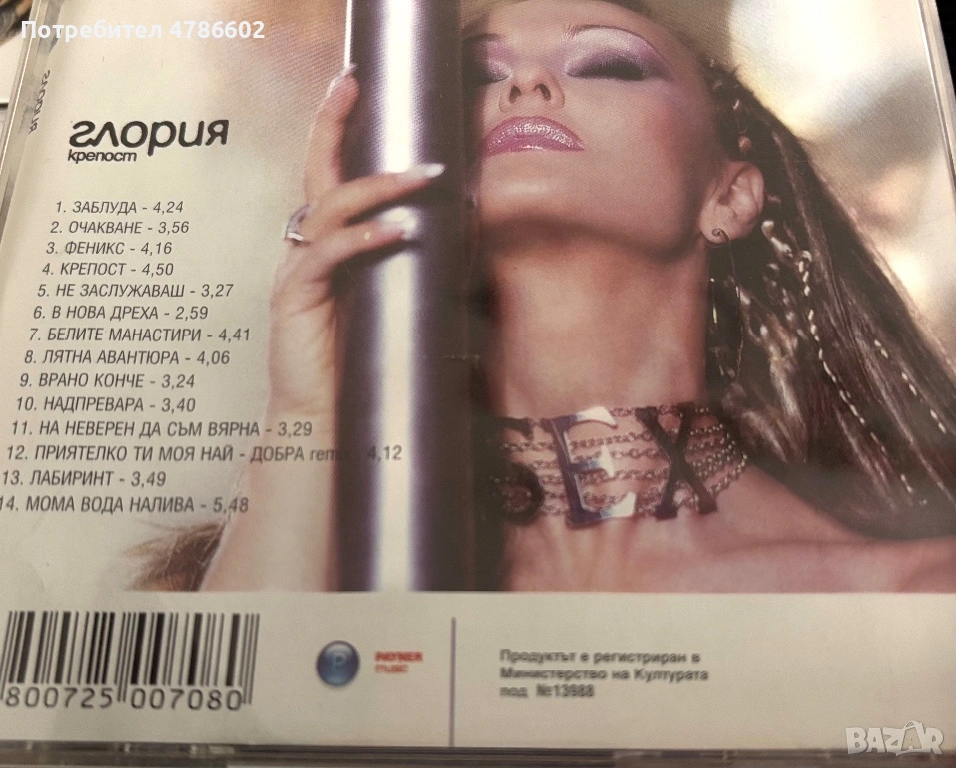 Потребител 4786602
глория
глория
крепост
1. ЗАБЛУДА - 4,24
2. ОЧАКВАНЕ - 3,56
3. ФЕНИКС - 4,16
4. КРЕПОСТ - 4,50
5. НЕ ЗАСЛУЖАВАШ - 3,27
6. В НОВА ДРЕХА - 2,59
7. БЕЛИТЕ МАНАСТИРИ - 4,41
8. ЛЯТНА АВАНТЮРА - 4,06
9. ВРАНО КОНЧЕ - 3,24
10. НАДПРЕВАРА - 3,40
11. НА НЕВЕРЕН ДА СЪМ ВЯРНА - 3,29
12. ПРИЯТЕЛКО ТИ МОЯ НАЙ - ДОБРА remix 4,12
13. ЛАБИРИНТ - 3,49
14. МОМА ВОДА НАЛИВА - 5,48
SEX
800725 007080
P
PAYNER
music
Продуктът е регистриран в
Министерство на Културата
под №13988
BAZAR